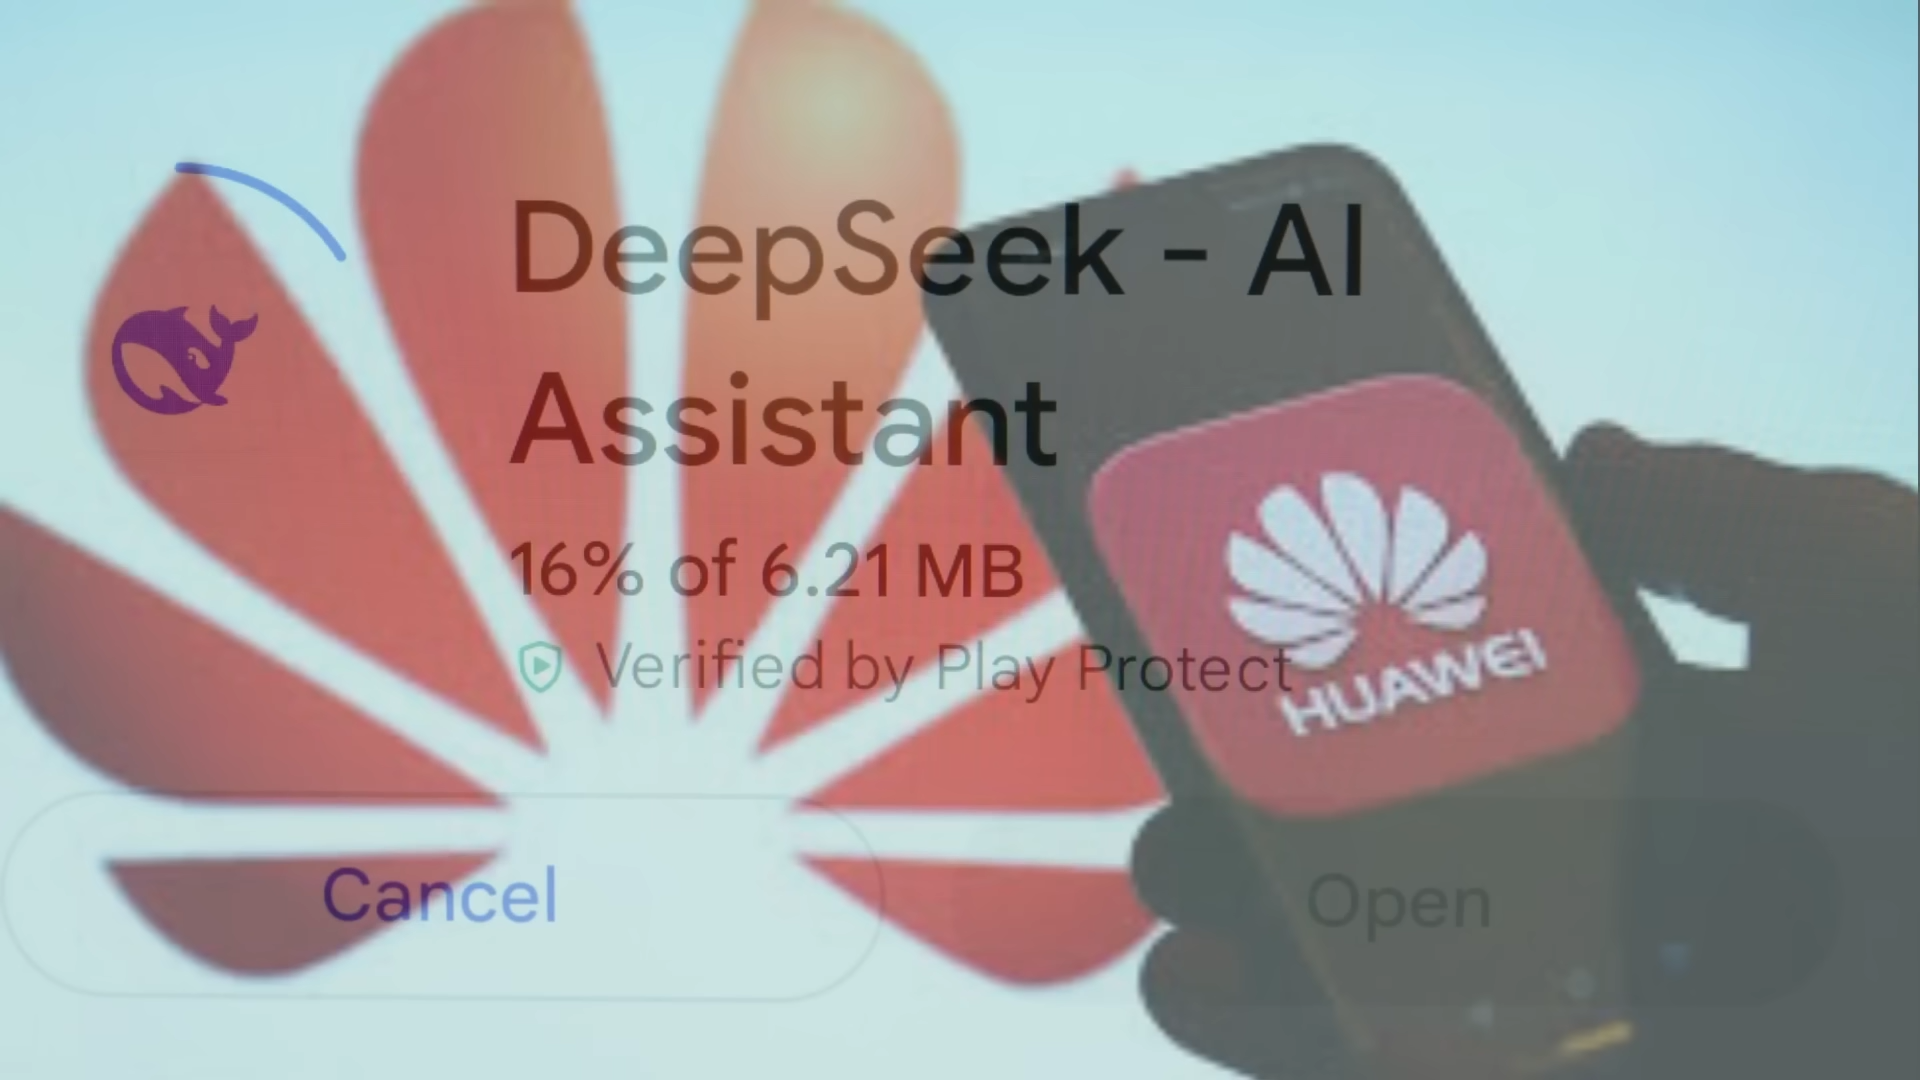 DeepSeek - AI
Assistant
16% of 6.21 MB
Verified by Play Protect
HUAWEI
Cancel
Open